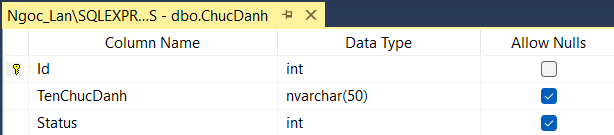 Ngoc_Lan\SQLEXPR...S - dbo.ChucDanh
Column Name Data Type Allow Nulls
Id int
TenChucDanh nvarchar(50)
Status int